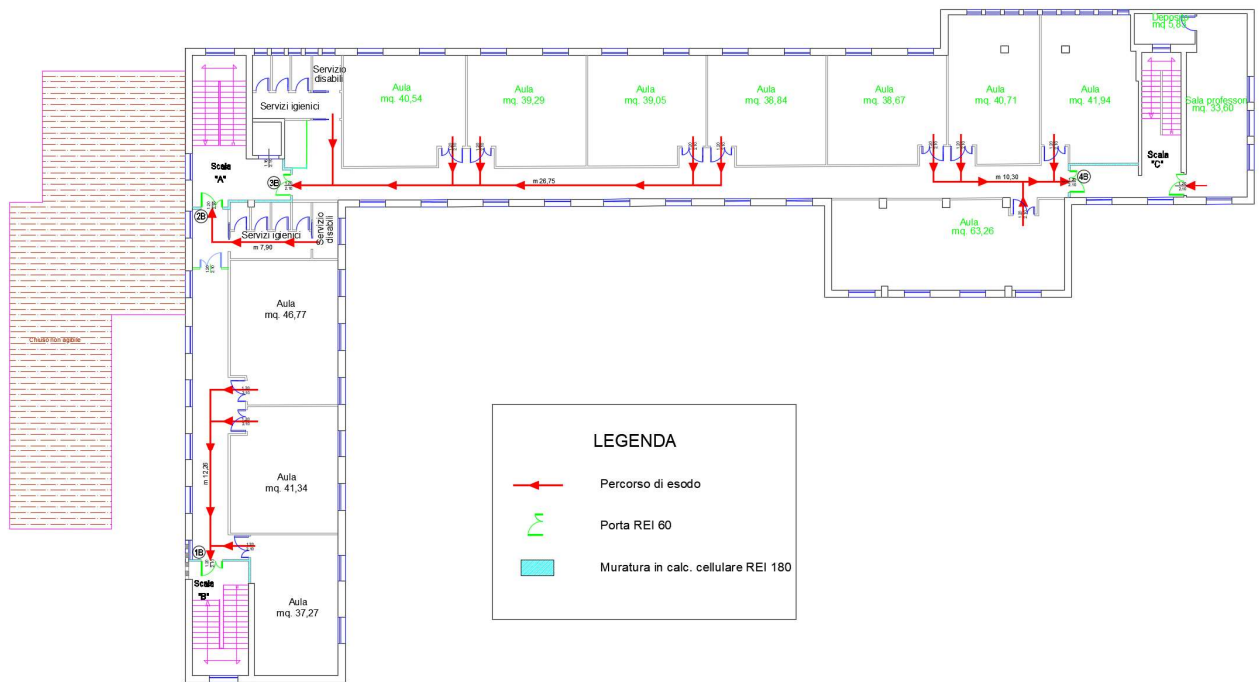 Deposito
mq 5,83
Servizio
disabili
Servizi igienici
Aula
mq. 40,54
Aula
mq. 39,29
Aula
mq. 39,05
Aula
mq. 38,84
Aula
mq. 38,67
Aula
mq. 40,71
Aula
mq. 41,94
Sala professori
mq. 33,60
Scala
"A"
Scala
"C"
3B
m 26,75
m 10,30
4B
2B
Servizi igienici
Servizio
disabili
m 7,90
Aula
mq. 63,26
Aula
mq. 46,77
Chiuso non agibile
m 12,26
Aula
mq. 41,34
1B
Scala
"B"
Aula
mq. 37,27
LEGENDA
Percorso di esodo
Porta REI 60
Muratura in calc. cellulare REI 180